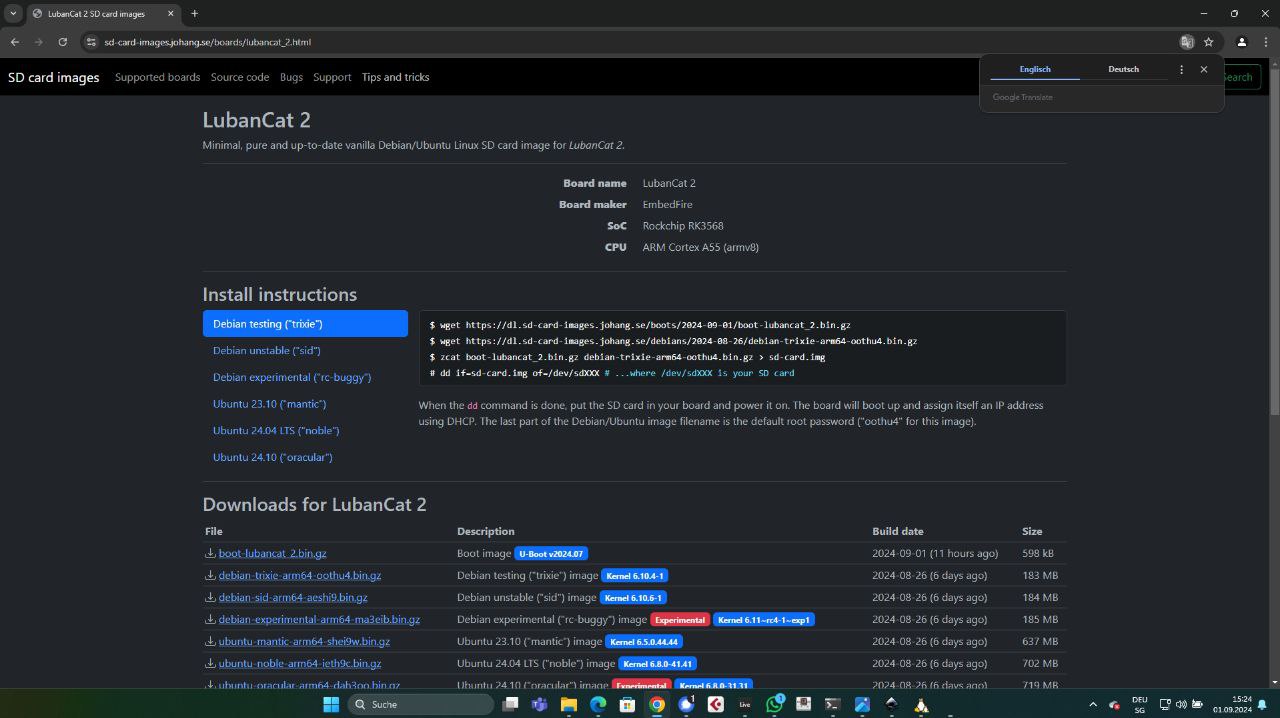 LubanCat 2 SD card images
sd-card-images.johang.se/boards/lubancat_2.html
Englisch Deutsch
Google Translate
SD card images Supported boards Source code Bugs Support Tips and tricks
earch
LubanCat 2
Minimal, pure and up-to-date vanilla Debian/Ubuntu Linux SD card image for LubanCat 2.
Board name LubanCat 2
Board maker EmbedFire
SoC Rockchip RK3568
CPU ARM Cortex A55 (armv8)
Install instructions
Debian testing ("trixie")
Debian unstable ("sid")
Debian experimental ("rc-buggy")
Ubuntu 23.10 ("mantic")
Ubuntu 24.04 LTS ("noble")
Ubuntu 24.10 ("oracular")
$ wget https://dl.sd-card-images.johang.se/boots/2024-09-01/boot-lubancat_2.bin.gz
$ wget https://dl.sd-card-images.johang.se/debians/2024-08-26/debian-trixie-arm64-oothu4.bin.gz
$ zcat boot-lubancat_2.bin.gz debian-trixie-arm64-oothu4.bin.gz > sd-card.img
# dd if=sd-card.img of=/dev/sdXXX # ...where /dev/sdXXX is your SD card
When the dd command is done, put the SD card in your board and power it on. The board will boot up and assign itself an IP address
using DHCP. The last part of the Debian/Ubuntu image filename is the default root password ("oothu4" for this image).
Downloads for LubanCat 2
File Description Build date Size
boot-lubancat_2.bin.gz Boot image U-Boot v2024.07 2024-09-01 (11 hours ago) 598 kB
debian-trixie-arm64-oothu4.bin.gz Debian testing ("trixie") image Kernel 6.10.4-1 2024-08-26 (6 days ago) 183 MB
debian-sid-arm64-aeshi9.bin.gz Debian unstable ("sid") image Kernel 6.10.6-1 2024-08-26 (6 days ago) 184 MB
debian-experimental-arm64-ma3eib.bin.gz Debian experimental ("rc-buggy") image Experimental Kernel 6.11~rc4-1~exp1 2024-08-26 (6 days ago) 185 MB
ubuntu-mantic-arm64-shei9w.bin.gz Ubuntu 23.10 ("mantic") image Kernel 6.5.0.44.44 2024-08-26 (6 days ago) 637 MB
ubuntu-noble-arm64-ieth9c.bin.gz Ubuntu 24.04 LTS ("noble") image Kernel 6.8.0-41.41 2024-08-26 (6 days ago) 702 MB
ubuntu-oracular-arm64-dah3oo.bin.gz Ubuntu 24.10 ("oracular") image Experimental Kernel 6.8.0-31.31 2024-08-26 (6 days ago) 719 MB
Suche
Live
1
1
DEU
SG
15:24
01.09.2024